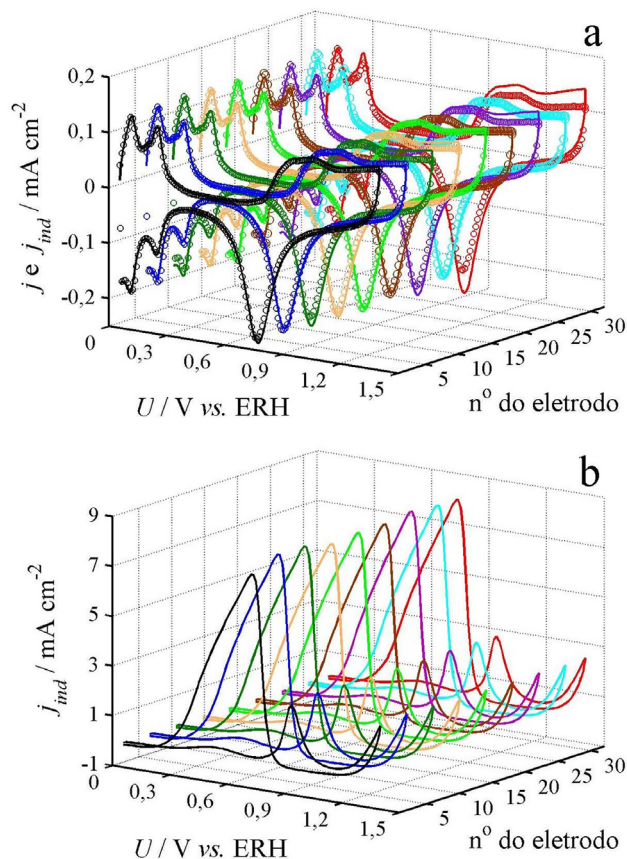 a
0,2
0,1
0
-0,1
-0,2
j e j_ind / mA cm⁻²
0 0,3 0,6 0,9 1,2 1,5
U / V vs. ERH
5 10 15 20 25 30
nº do eletrodo
b
9
7
5
3
1
-1
j_ind / mA cm⁻²
0 0,3 0,6 0,9 1,2 1,5
U / V vs. ERH
5 10 15 20 25 30
nº do eletrodo